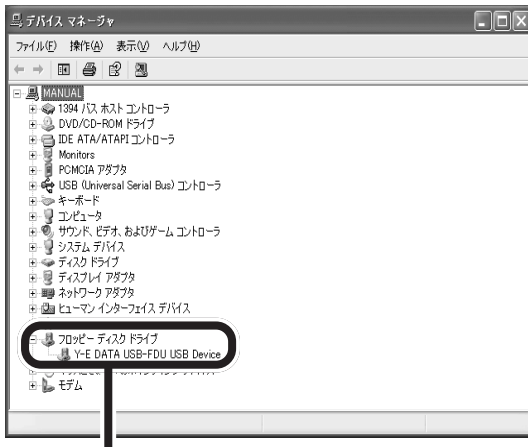 デバイス マネージャ
ファイル(F) 操作(A) 表示(V) ヘルプ(H)
MANUAL
1394 バス ホスト コントローラ
DVD/CD-ROM ドライブ
IDE ATA/ATAPI コントローラ
Monitors
PCMCIA アダプタ
USB (Universal Serial Bus) コントローラ
キーボード
コンピュータ
サウンド、ビデオ、およびゲーム コントローラ
システム デバイス
ディスク ドライブ
ディスプレイ アダプタ
ネットワーク アダプタ
ヒューマン インターフェイス デバイス
フロッピー ディスク ドライブ
Y-E DATA USB-FDU USB Device
モデム